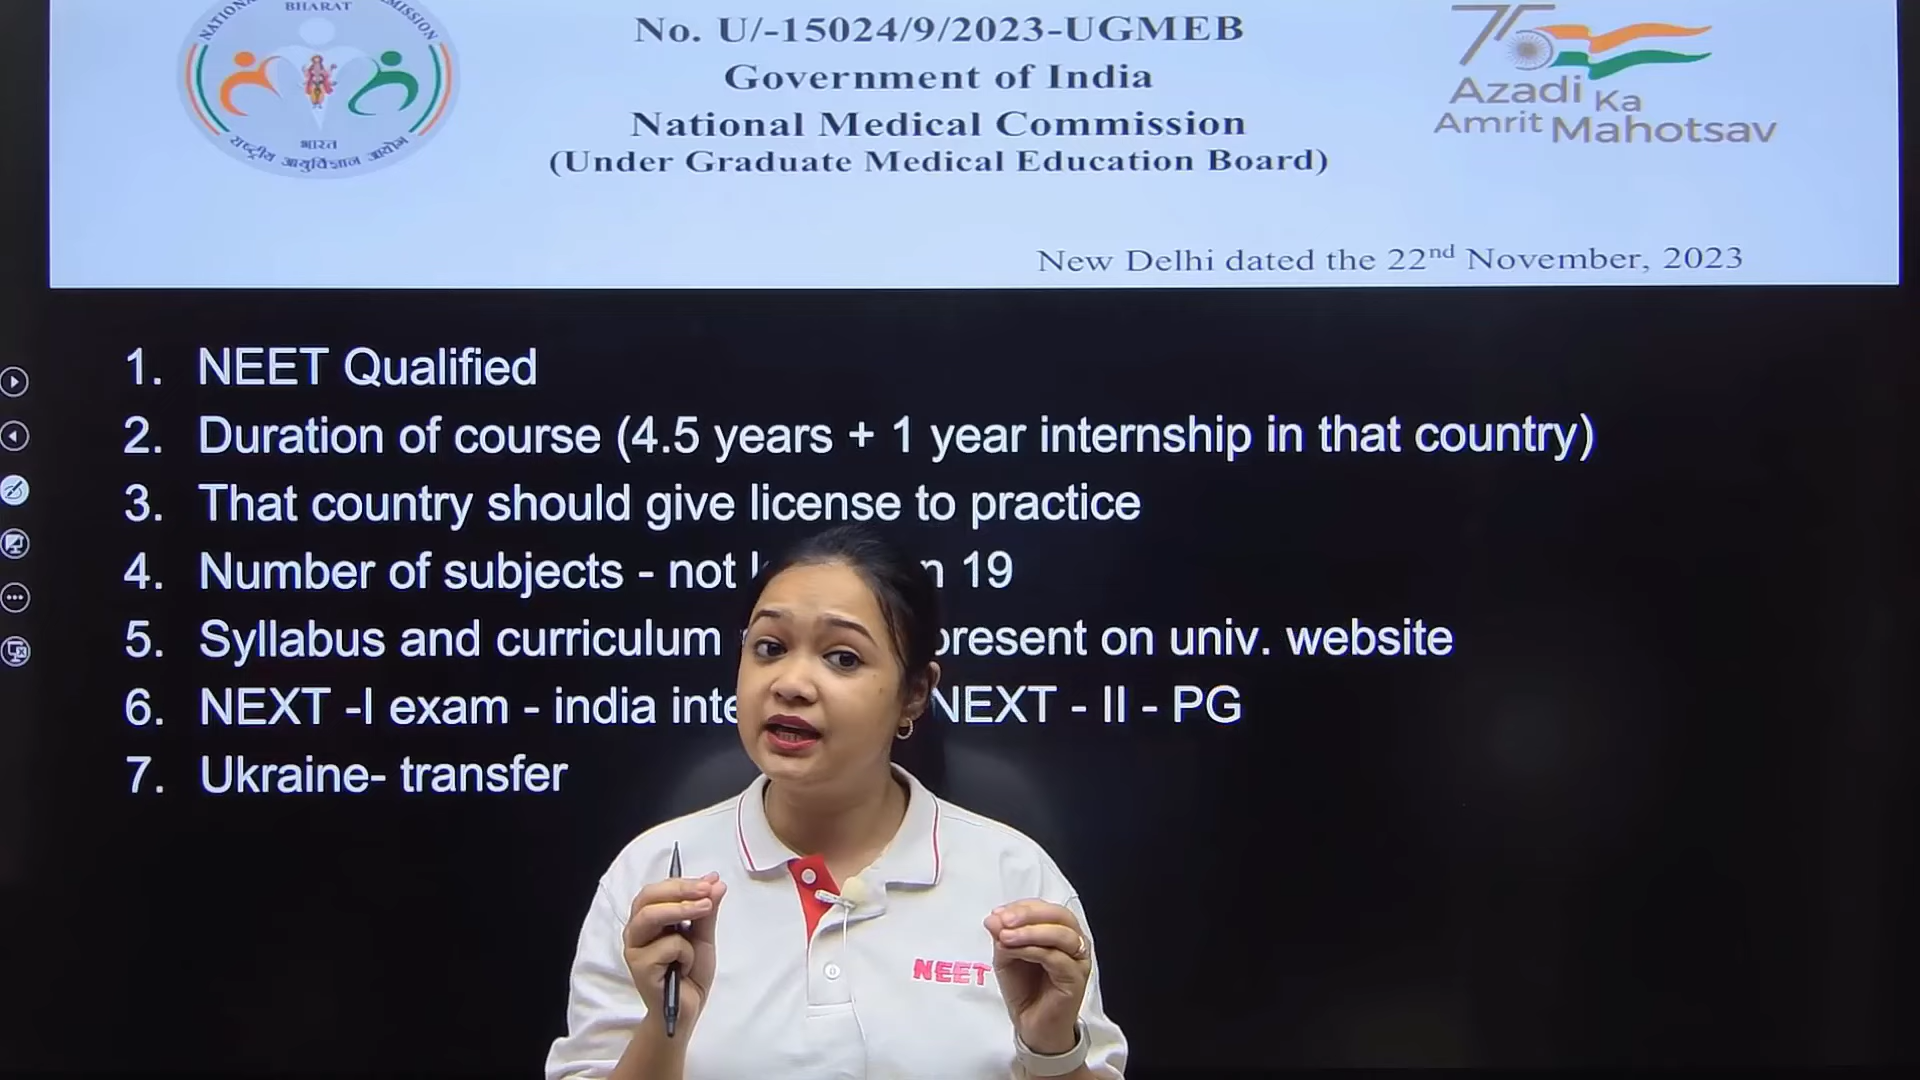 BHARAT
No. U/-15024/9/2023-UGMEB
Government of India
National Medical Commission
(Under Graduate Medical Education Board)
75
Azadi Ka
Amrit Mahotsav
भारत
राष्ट्रीय आयुर्विज्ञान आयोग
New Delhi dated the 22nd November, 2023
1. NEET Qualified
2. Duration of course (4.5 years + 1 year internship in that country)
3. That country should give license to practice
4. Number of subjects - not 19
5. Syllabus and curriculum present on univ. website
6. NEXT -I exam - india NEXT - II - PG
7. Ukraine- transfer
NEET